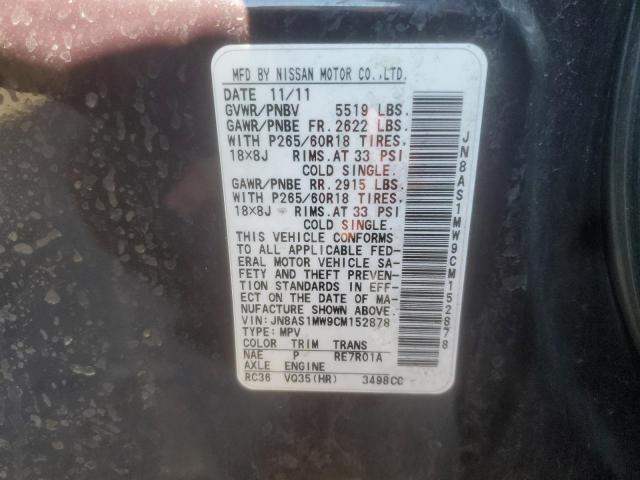 MFD BY NISSAN MOTOR CO.,LTD.
DATE 11/11
GVWR/PNBV 5519 LBS.
GAWR/PNBE FR. 2622 LBS.
WITH P265/60R18 TIRES,
18X8J RIMS, AT 33 PSI
COLD SINGLE.
GAWR/PNBE RR. 2915 LBS.
WITH P265/60R18 TIRES,
18X8J RIMS, AT 33 PSI
COLD SINGLE.
THIS VEHICLE CONFORMS
TO ALL APPLICABLE FED-
ERAL MOTOR VEHICLE SA-
FETY AND THEFT PREVEN-
TION STANDARDS IN EFF-
ECT ON THE DATE OF MA-
NUFACTURE SHOWN ABOVE.
VIN: JN8AS1MW9CM152878
TYPE: MPV
COLOR TRIM TRANS
NAE P RE7R01A
AXLE ENGINE
RC36 VQ35(HR) 3498CC
JN8AS1MW9CM152878